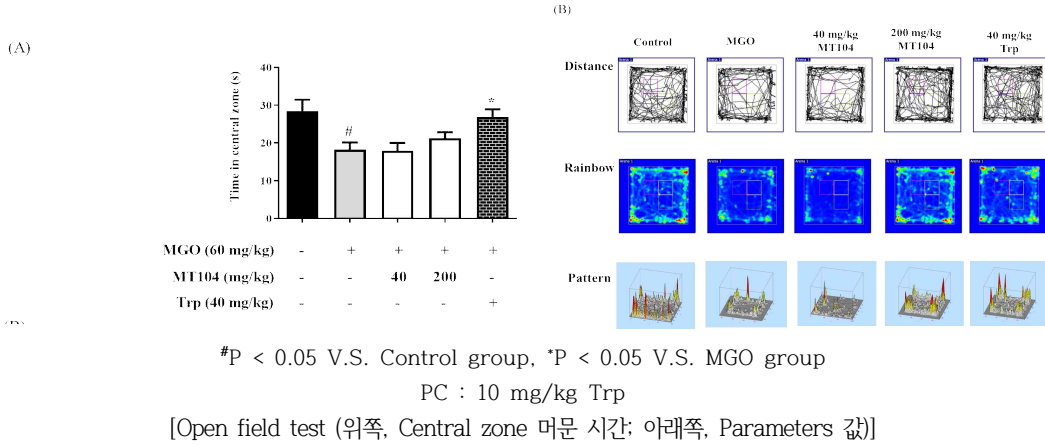 (A)
Time in central zone (s)
40
30
20
10
0
#
*
MGO (60 mg/kg) - + + + +
MT104 (mg/kg) - - 40 200 -
Trp (40 mg/kg) - - - - +
(B)
Control MGO 40 mg/kg MT104 200 mg/kg MT104 40 mg/kg Trp
Distance
Rainbow
Pattern
#P < 0.05 V.S. Control group, *P < 0.05 V.S. MGO group
PC : 10 mg/kg Trp
[Open field test (위쪽, Central zone 머문 시간; 아래쪽, Parameters 값)]